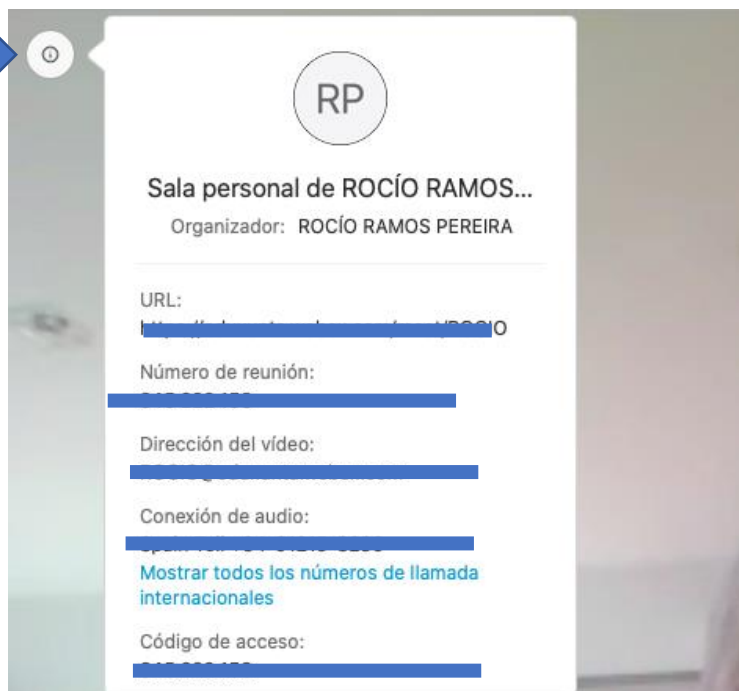 RP
Sala personal de ROCÍO RAMOS...
Organizador: ROCÍO RAMOS PEREIRA
URL:
Número de reunión:
Dirección del vídeo:
Conexión de audio:
Mostrar todos los números de llamada
internacionales
Código de acceso: